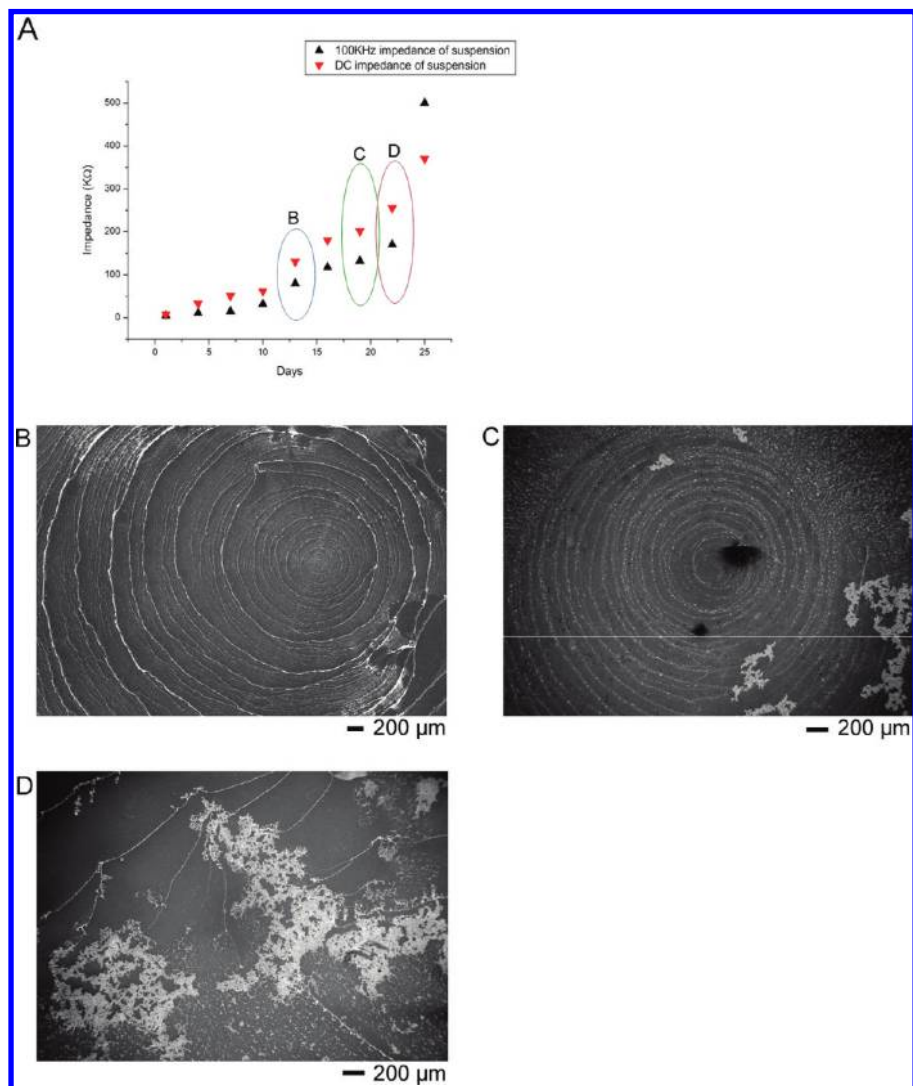 A
100KHz impedance of suspension
DC impedance of suspension
500
400
300
200
100
0
Impedance (KΩ)
B
C
D
0
5
10
15
20
25
Days
B
200 µm
C
200 µm
D
200 µm